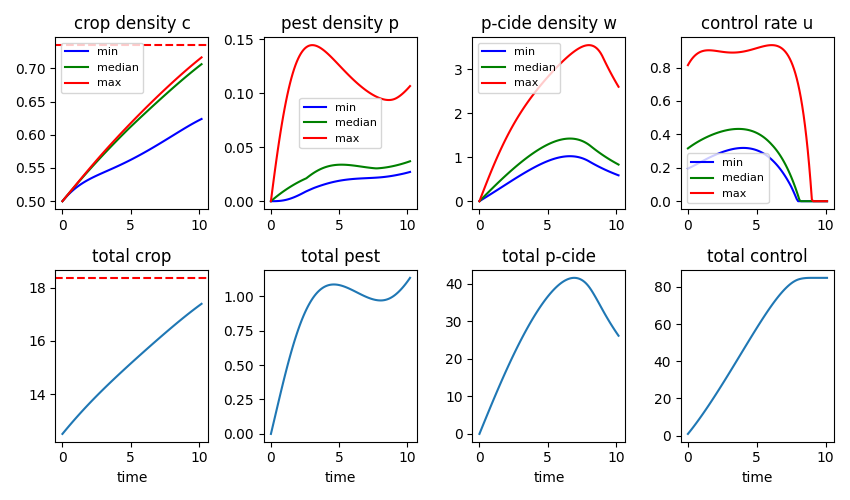 crop density c
pest density p
p-cide density w
control rate u
0.70
0.65
0.60
0.55
0.50
0
5
10
min
median
max
0.15
0.10
0.05
0.00
0
5
10
min
median
max
3
2
1
0
0
5
10
min
median
max
0.8
0.6
0.4
0.2
0.0
0
5
10
min
median
max
total crop
total pest
total p-cide
total control
18
16
14
0
5
10
time
1.00
0.75
0.50
0.25
0.00
0
5
10
time
40
30
20
10
0
0
5
10
time
80
60
40
20
0
0
5
10
time